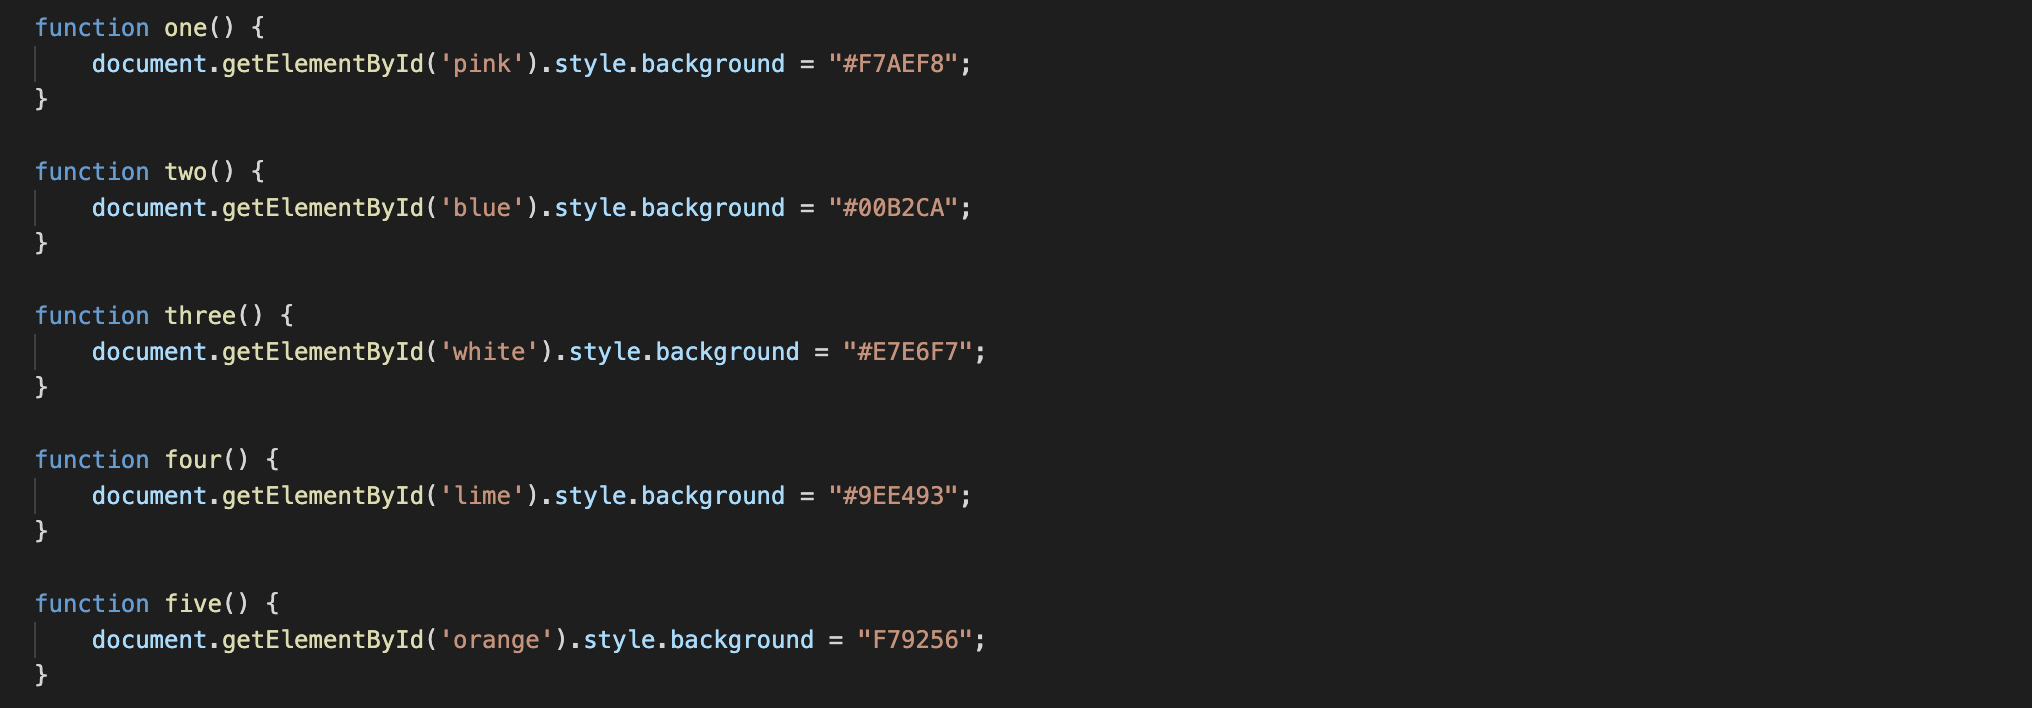 function one() {
    document.getElementById('pink').style.background = "#F7AEF8";
}

function two() {
    document.getElementById('blue').style.background = "#00B2CA";
}

function three() {
    document.getElementById('white').style.background = "#E7E6F7";
}

function four() {
    document.getElementById('lime').style.background = "#9EE493";
}

function five() {
    document.getElementById('orange').style.background = "F79256";
}